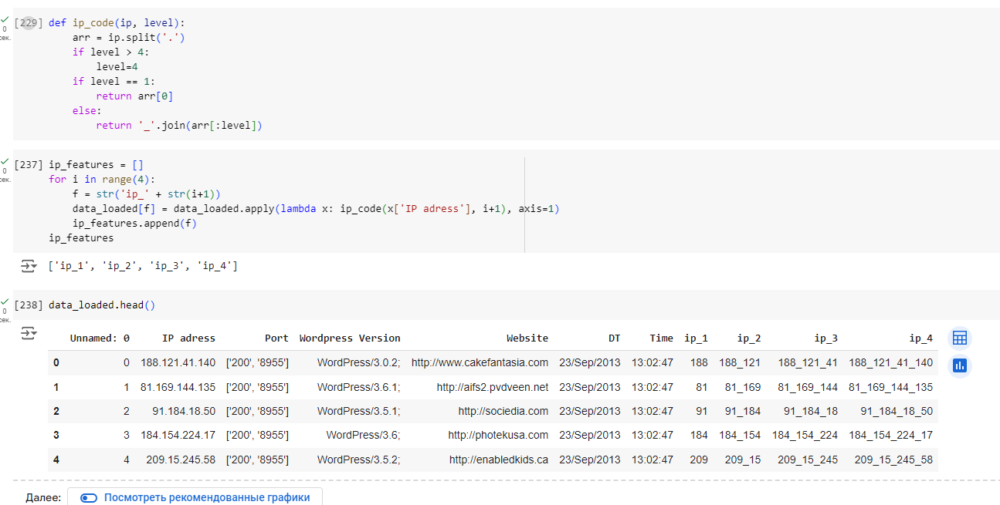 [229] def ip_code(ip, level):
arr = ip.split('.')
if level > 4:
level=4
if level == 1:
return arr[0]
else:
return '_'.join(arr[:level])
0
сек.
[237] ip_features = []
for i in range(4):
f = str('ip_' + str(i+1))
data_loaded[f] = data_loaded.apply(lambda x: ip_code(x['IP adress'], i+1), axis=1)
ip_features.append(f)
ip_features
0
сек.
['ip_1', 'ip_2', 'ip_3', 'ip_4']
[238] data_loaded.head()
0
сек.
Unnamed: 0 IP adress Port Wordpress Version Website DT Time ip_1 ip_2 ip_3 ip_4
0 0 188.121.41.140 ['200', '8955'] WordPress/3.0.2; http://www.cakefantasia.com 23/Sep/2013 13:02:47 188 188_121 188_121_41 188_121_41_140
1 1 81.169.144.135 ['200', '8955'] WordPress/3.6.1; http://aifs2.pvdveen.net 23/Sep/2013 13:02:47 81 81_169 81_169_144 81_169_144_135
2 2 91.184.18.50 ['200', '8955'] WordPress/3.5.1; http://sociedia.com 23/Sep/2013 13:02:47 91 91_184 91_184_18 91_184_18_50
3 3 184.154.224.17 ['200', '8955'] WordPress/3.6; http://photekusa.com 23/Sep/2013 13:02:47 184 184_154 184_154_224 184_154_224_17
4 4 209.15.245.58 ['200', '8955'] WordPress/3.5.2; http://enabledkids.ca 23/Sep/2013 13:02:47 209 209_15 209_15_245 209_15_245_58
Далее: Посмотреть рекомендованные графики